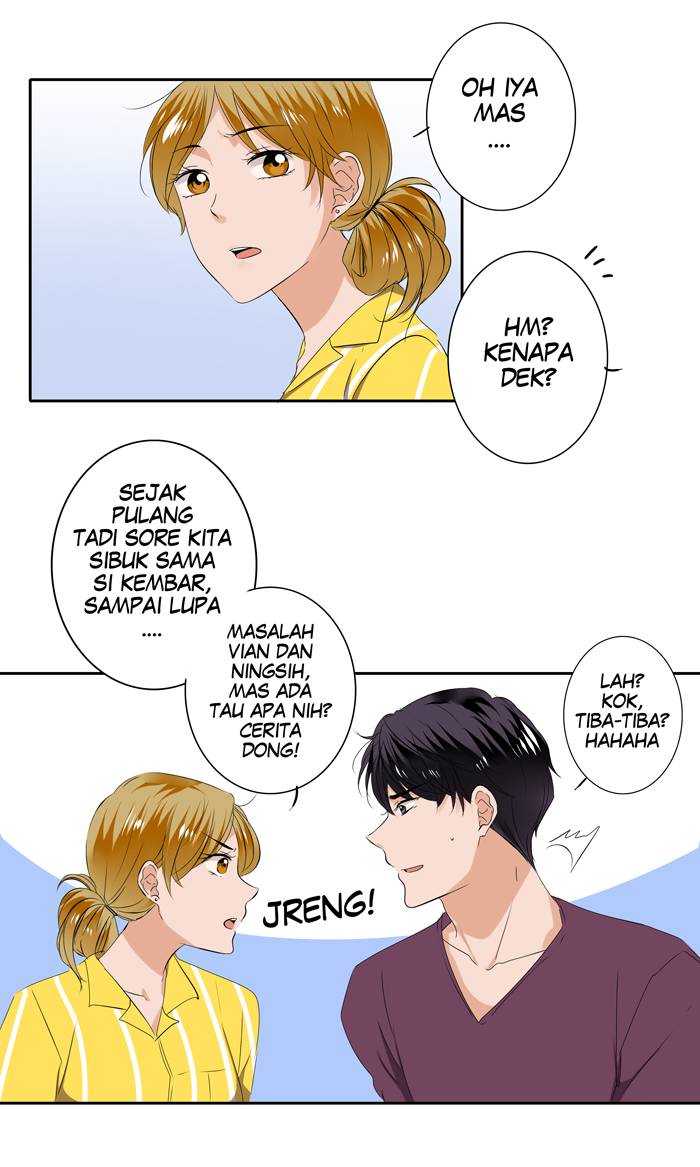 OH IYA
MAS
....
HM?
KENAPA
DEK?
SEJAK
PULANG
TADI SORE KITA
SIBUK SAMA
SI KEMBAR,
SAMPAI LUPA
....
MASALAH
VIAN DAN
NINGSIH,
MAS ADA
TAU APA NIH?
CERITA
DONG!
LAH?
KOK,
TIBA-TIBA?
HAHAHA
JRENG!